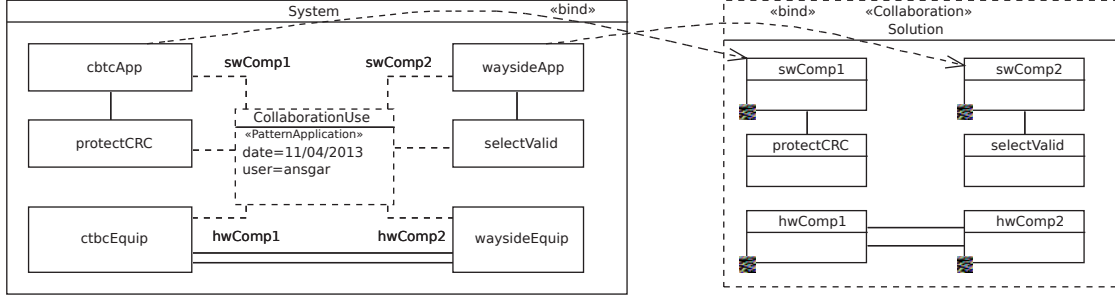 System
«bind»
«bind»
«Collaboration»
Solution
cbtcApp
swComp1
swComp2
waysideApp
CollaborationUse
«PatternApplication»
date=11/04/2013
user=ansgar
protectCRC
selectValid
ctbcEquip
hwComp1
hwComp2
waysideEquip
swComp1
swComp2
protectCRC
selectValid
hwComp1
hwComp2